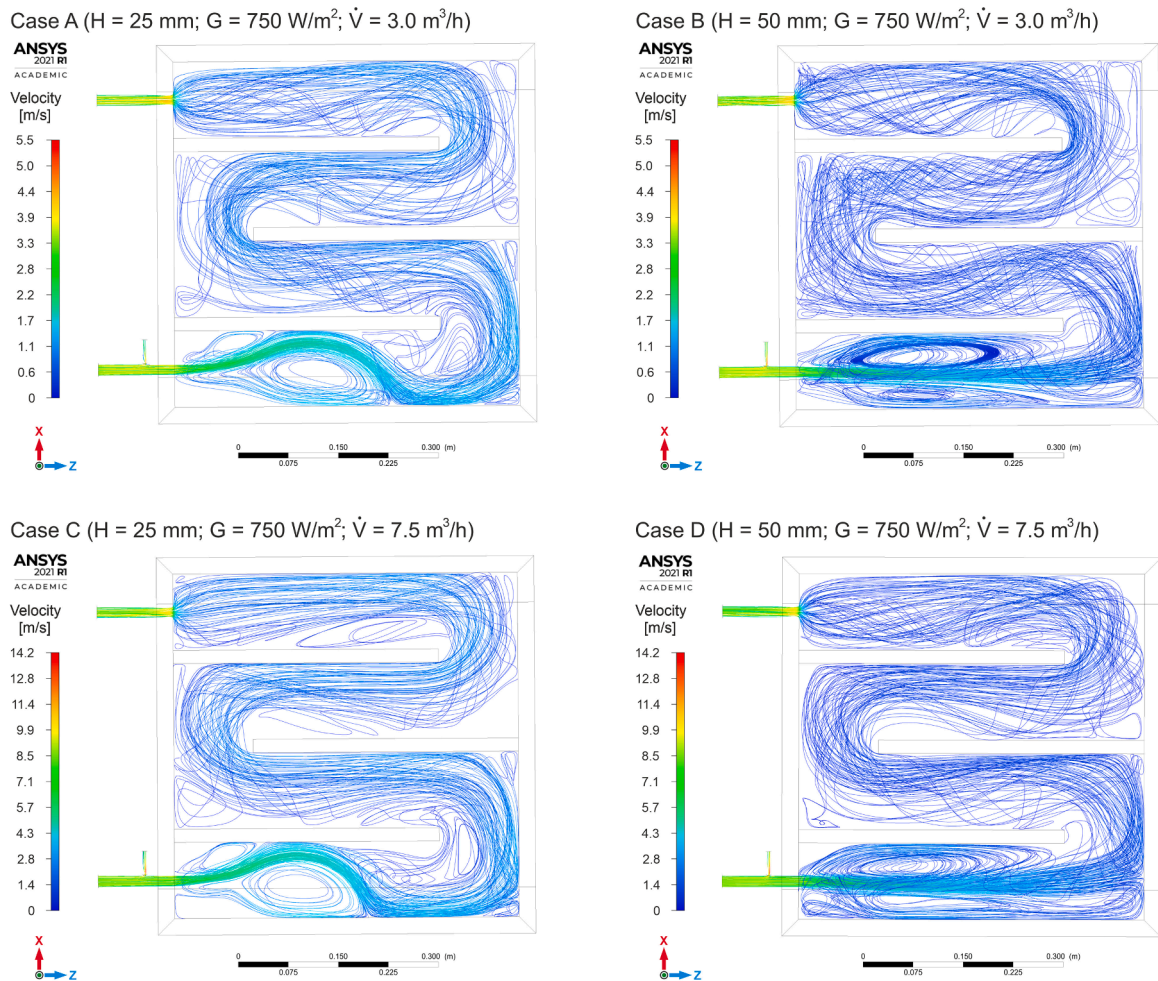 Case A (H = 25 mm; G = 750 W/m²; V̇ = 3.0 m³/h)
ANSYS
2021 R1
ACADEMIC
Velocity
[m/s]
5.5
5.0
4.4
3.9
3.3
2.8
2.2
1.7
1.1
0.6
0
X
Z
0 0.150 0.300 (m)
0.075 0.225
Case B (H = 50 mm; G = 750 W/m²; V̇ = 3.0 m³/h)
ANSYS
2021 R1
ACADEMIC
Velocity
[m/s]
5.5
5.0
4.4
3.9
3.3
2.8
2.2
1.7
1.1
0.6
0
X
Z
0 0.150 0.300 (m)
0.075 0.225
Case C (H = 25 mm; G = 750 W/m²; V̇ = 7.5 m³/h)
ANSYS
2021 R1
ACADEMIC
Velocity
[m/s]
14.2
12.8
11.4
9.9
8.5
7.1
5.7
4.3
2.8
1.4
0
X
Z
0 0.150 0.300 (m)
0.075 0.225
Case D (H = 50 mm; G = 750 W/m²; V̇ = 7.5 m³/h)
ANSYS
2021 R1
ACADEMIC
Velocity
[m/s]
14.2
12.8
11.4
9.9
8.5
7.1
5.7
4.3
2.8
1.4
0
X
Z
0 0.150 0.300 (m)
0.075 0.225